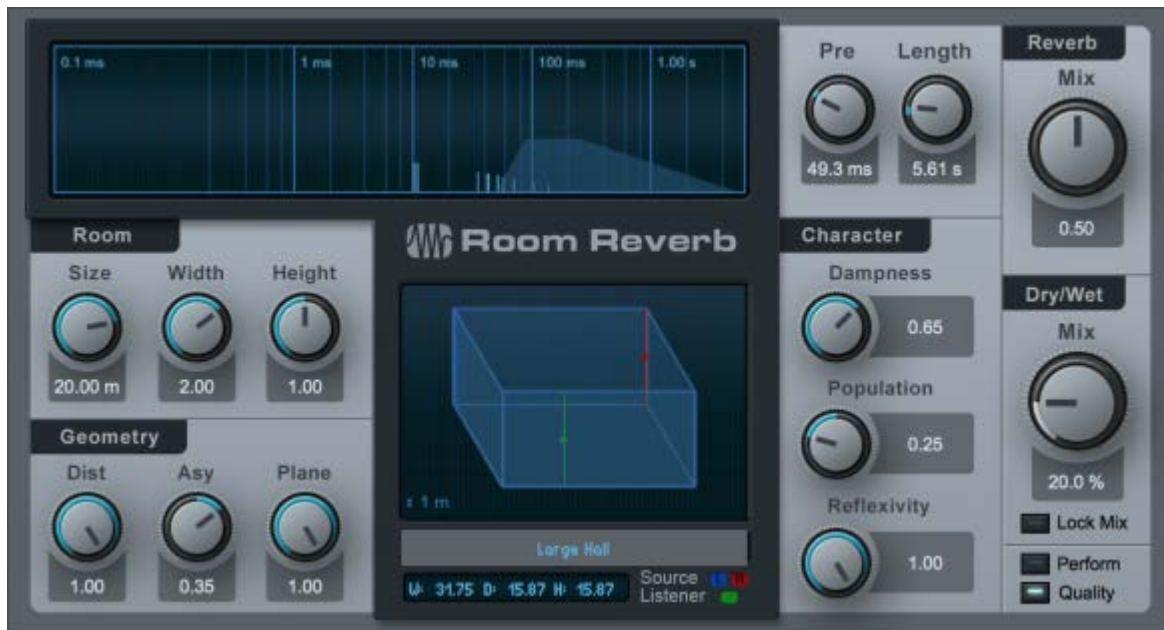 0.1 ms 1 ms 10 ms 100 ms 1.00 s
Pre Length
49.3 ms 5.61 s
Reverb
Mix
0.50
Room Reverb
Room
Size Width Height
20.00 m 2.00 1.00
Geometry
Dist Asy Plane
1.00 0.35 1.00
1 m
Large Hall
W: 31.75 D: 15.87 H: 15.87
Source L R
Listener
Character
Dampness
0.65
Population
0.25
Reflexivity
1.00
Dry/Wet
Mix
20.0 %
Lock Mix
Perform
Quality